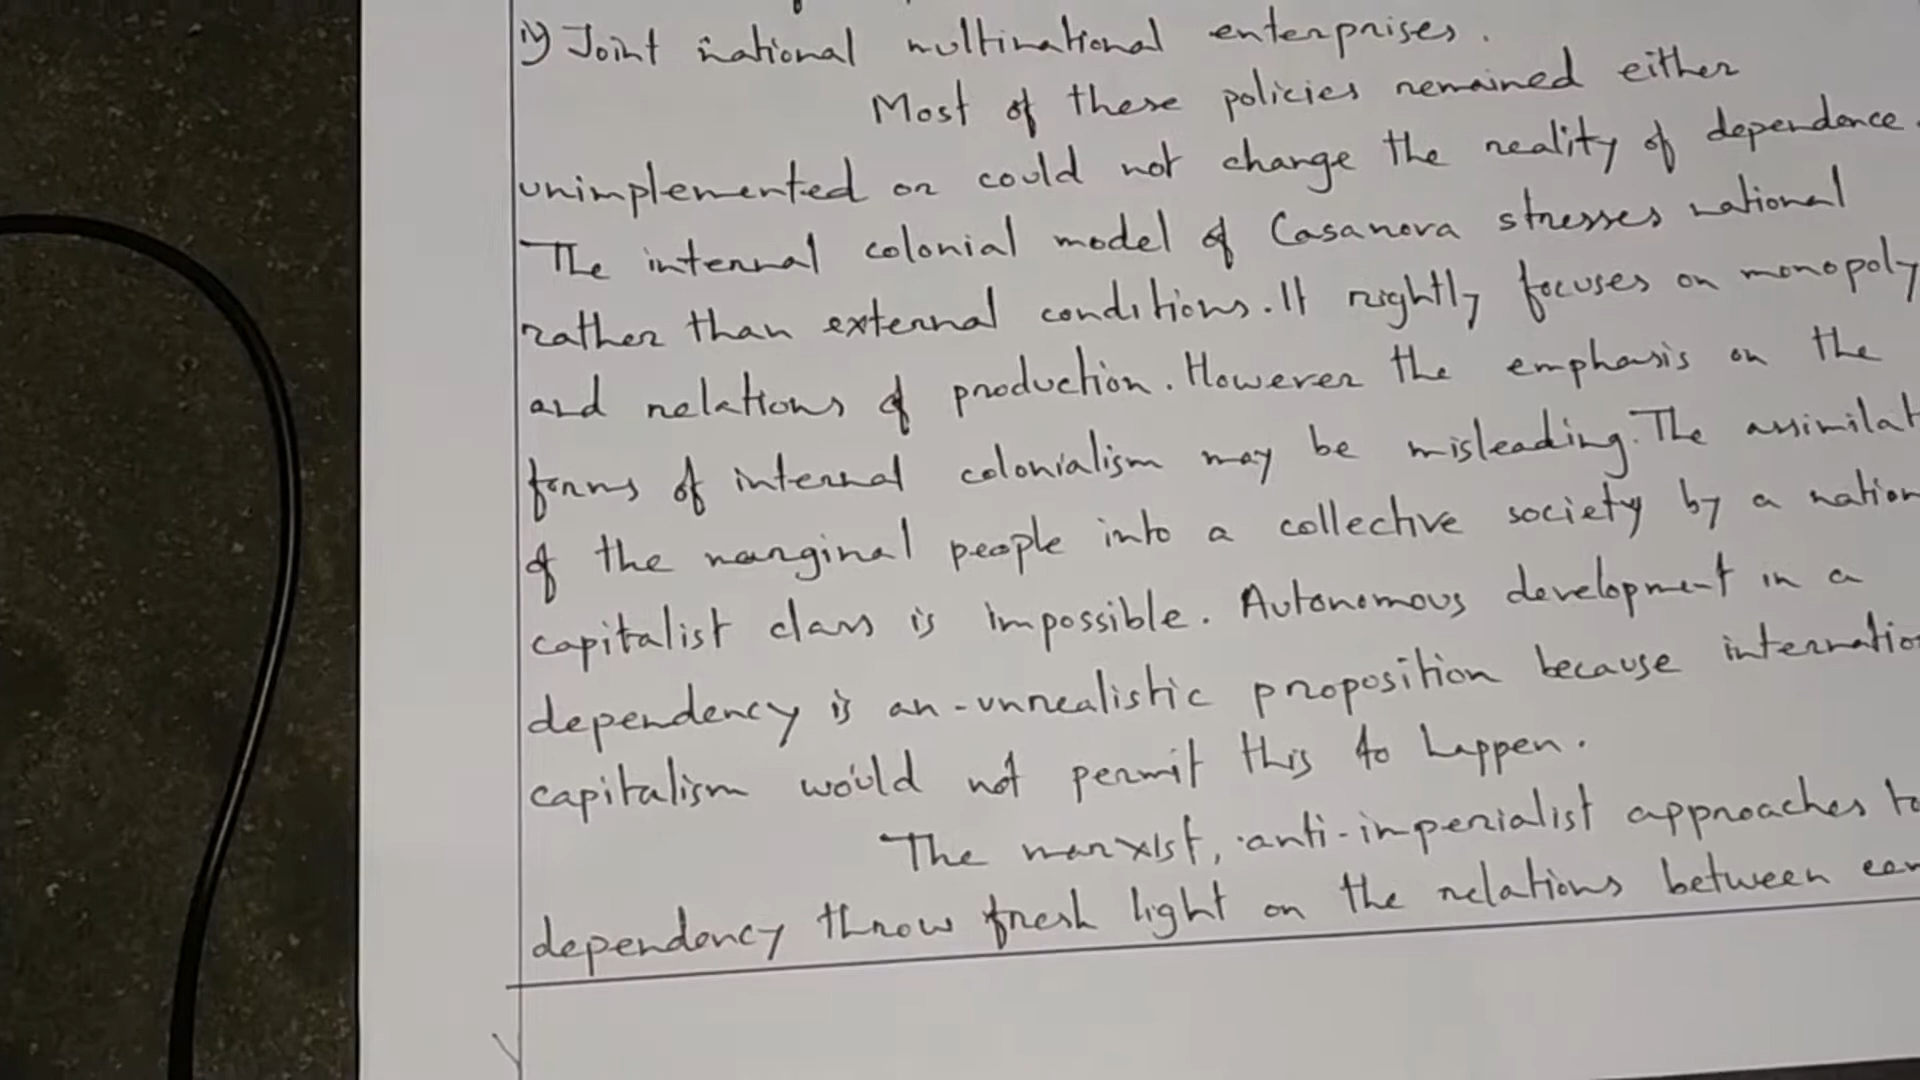 iv) Joint national multinational enterprises.
Most of these policies remained either
unimplemented or could not change the reality of dependence.
The internal colonial model of Casanova stresses national
rather than external conditions. It rightly focuses on monopoly
and relations of production. However the emphasis on the
forms of internal colonialism may be misleading. The assimilat
of the marginal people into a collective society by a nation
capitalist class is impossible. Autonomous development in a
dependency is an-unrealistic proposition because internatio
capitalism would not permit this to happen.
The marxist, anti-imperialist approaches to
dependency throw fresh light on the relations between